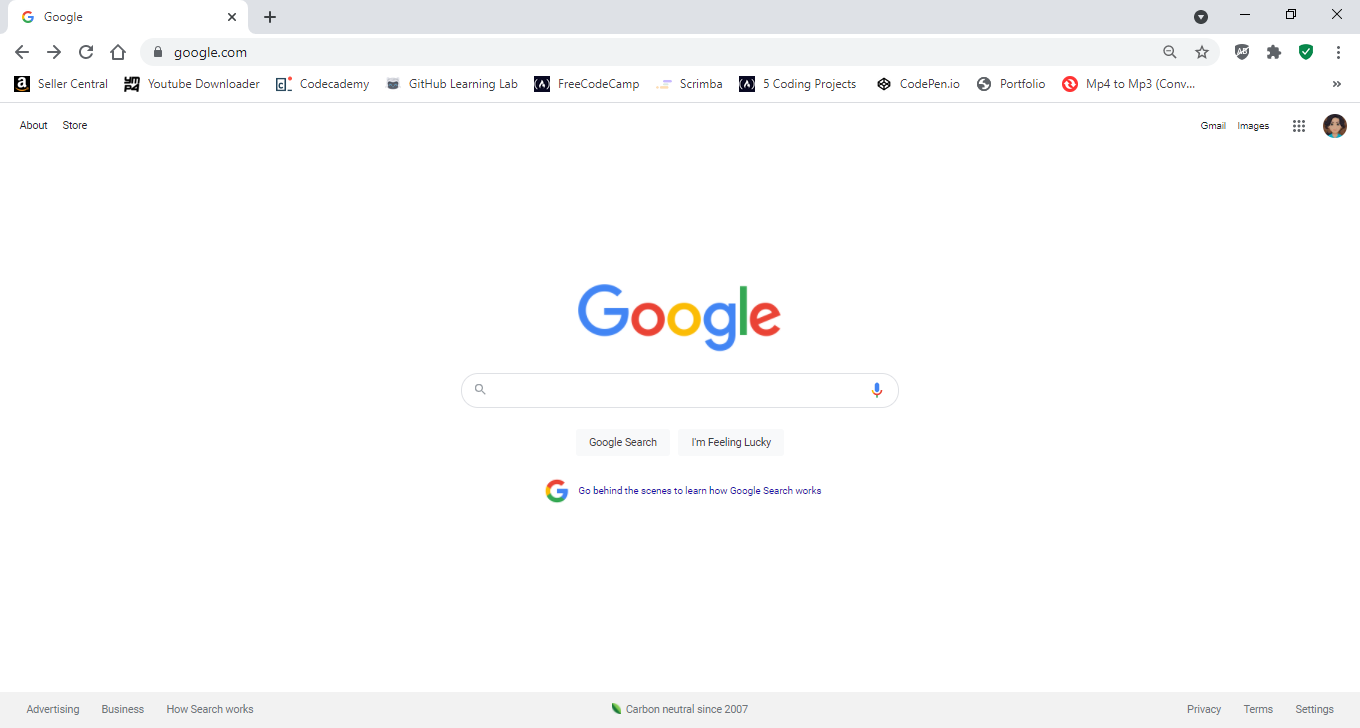 Google
google.com
Seller Central Youtube Downloader Codecademy GitHub Learning Lab FreeCodeCamp Scrimba 5 Coding Projects CodePen.io Portfolio Mp4 to Mp3 (Conv... »
About Store Gmail Images
Google
Google Search I'm Feeling Lucky
Go behind the scenes to learn how Google Search works
Advertising Business How Search works Carbon neutral since 2007 Privacy Terms Settings